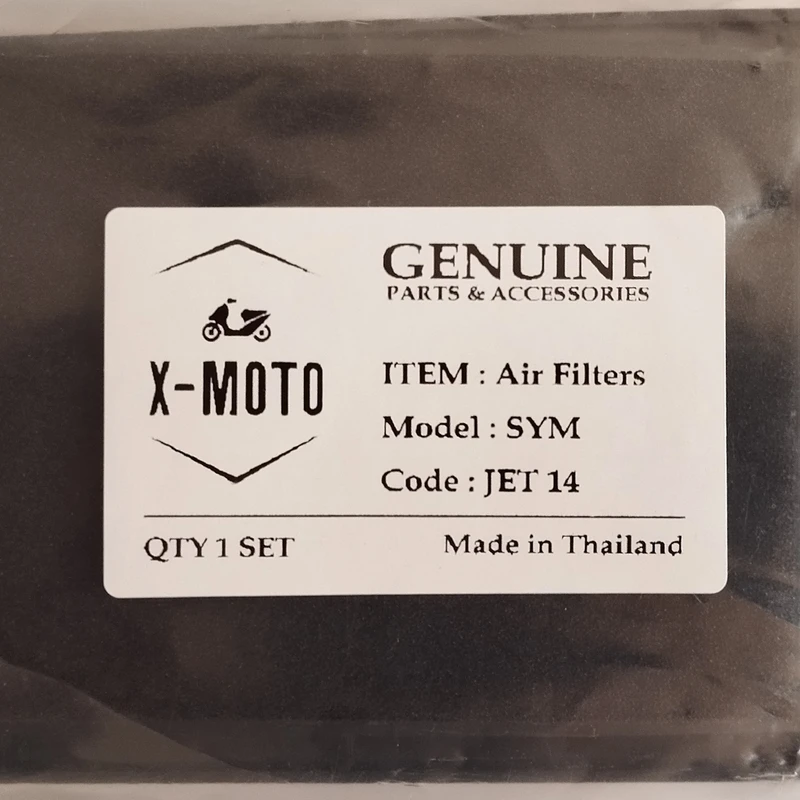 X-MOTO
GENUINE
PARTS & ACCESSORIES
ITEM : Air Filters
Model : SYM
Code : JET 14
QTY 1 SET
Made in Thailand